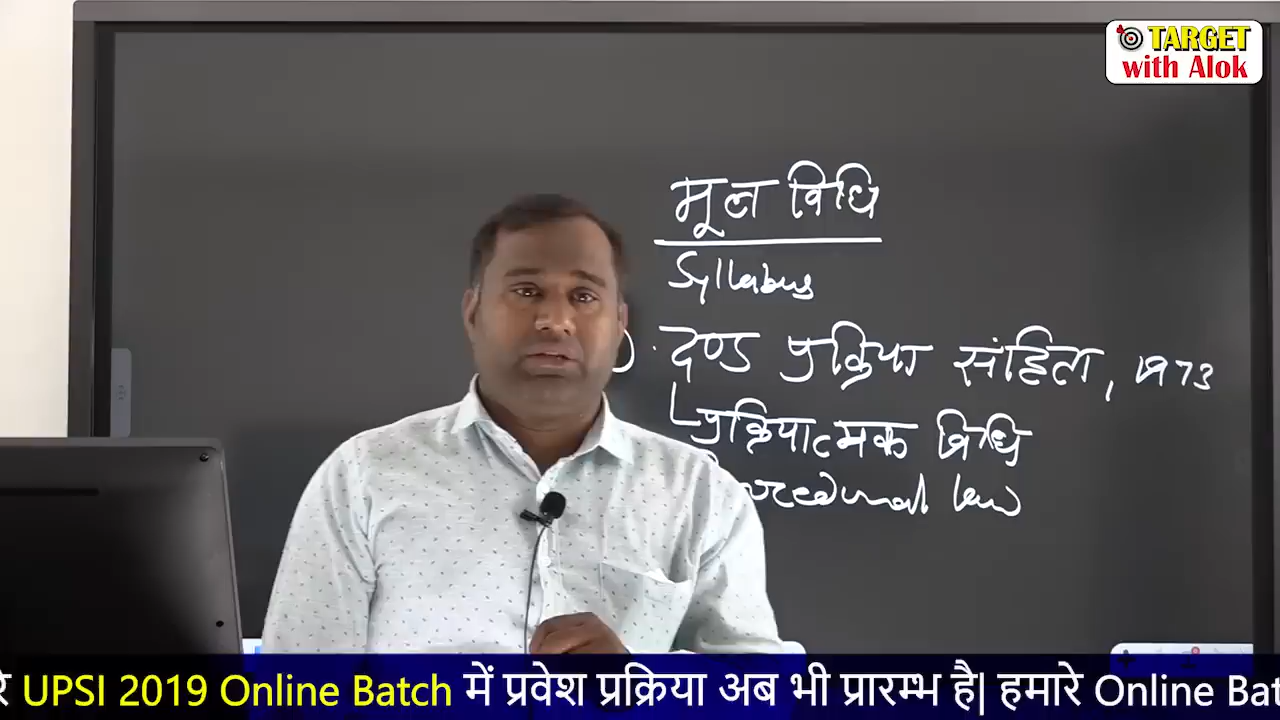 TARGET
with Alok
मूल विधि
Syllabus
दण्ड प्रक्रिया संहिता, 1973
प्रक्रियात्मक विधि
law
UPSI 2019 Online Batch में प्रवेश प्रक्रिया अब भी प्रारम्भ है| हमारे Online Bat